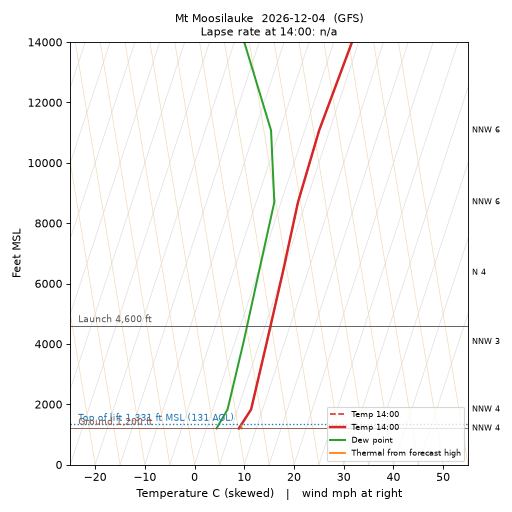 Mt Moosilauke 2026-12-04 (GFS)
Lapse rate at 14:00: n/a
14000
12000
10000
8000
6000
4000
2000
0
Feet MSL
NNW 6
NNW 6
N 4
NNW 3
NNW 4
NNW 4
Launch 4,600 ft
Top of lift 1,331 ft MSL (131 AGL)
Ground 1,200 ft
Temp 14:00
Temp 14:00
Dew point
Thermal from forecast high
−20 −10 0 10 20 30 40 50
Temperature C (skewed) | wind mph at right